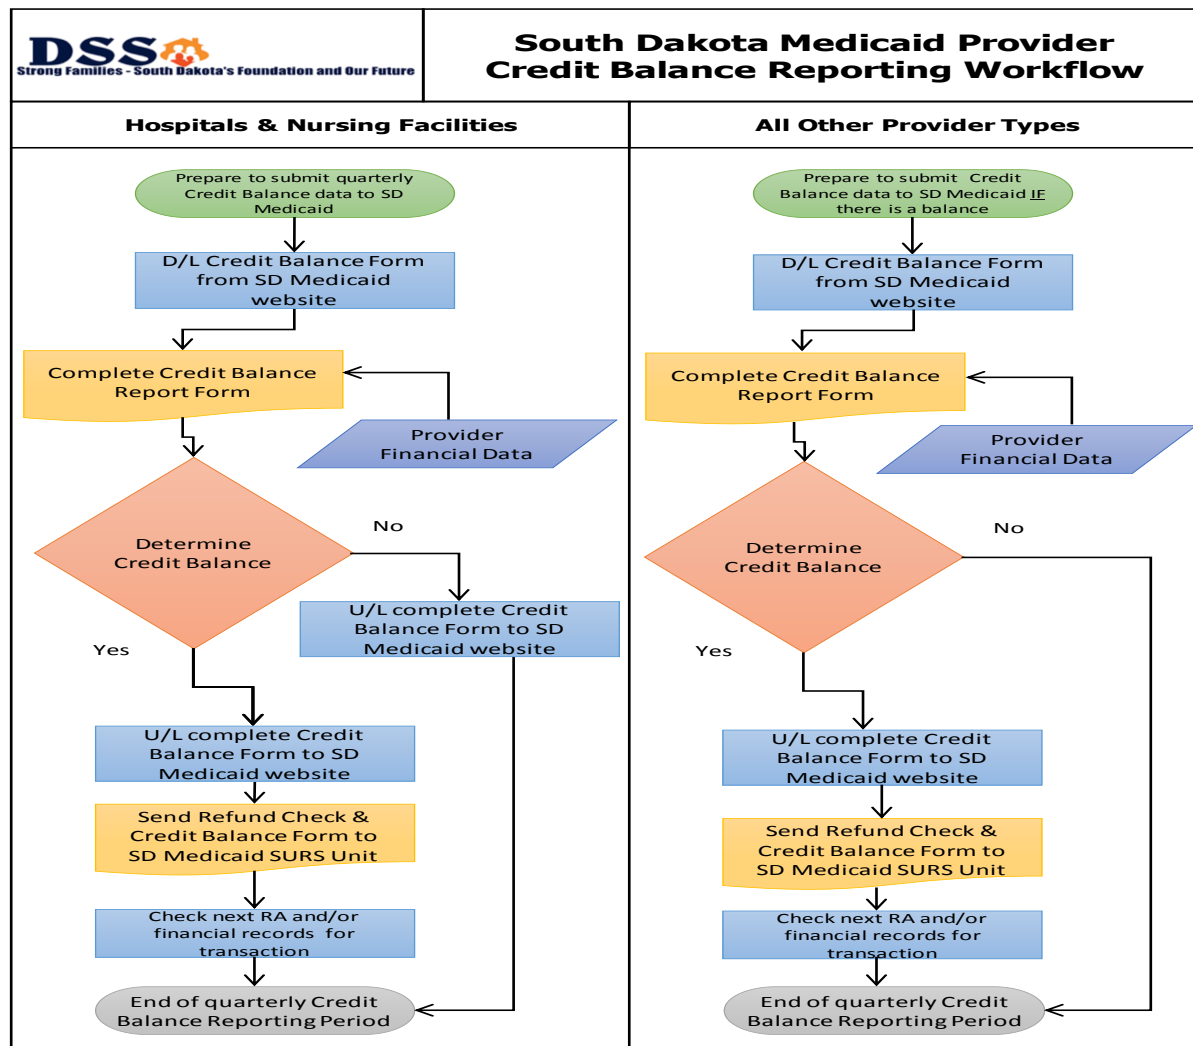 DSS
Strong Families - South Dakota's Foundation and Our Future
South Dakota Medicaid Provider
Credit Balance Reporting Workflow
Hospitals & Nursing Facilities
Prepare to submit quarterly
Credit Balance data to SD
Medicaid
D/L Credit Balance Form
from SD Medicaid
website
Complete Credit Balance
Report Form
Provider
Financial Data
Determine
Credit Balance
No
U/L complete Credit
Balance Form to SD
Medicaid website
Yes
U/L complete Credit
Balance Form to SD
Medicaid website
Send Refund Check &
Credit Balance Form to
SD Medicaid SURS Unit
Check next RA and/or
financial records for
transaction
End of quarterly Credit
Balance Reporting Period
All Other Provider Types
Prepare to submit Credit
Balance data to SD Medicaid IF
there is a balance
D/L Credit Balance Form
from SD Medicaid
website
Complete Credit Balance
Report Form
Provider
Financial Data
Determine
Credit Balance
No
Yes
U/L complete Credit
Balance Form to SD
Medicaid website
Send Refund Check &
Credit Balance Form to
SD Medicaid SURS Unit
Check next RA and/or
financial records for
transaction
End of quarterly Credit
Balance Reporting Period